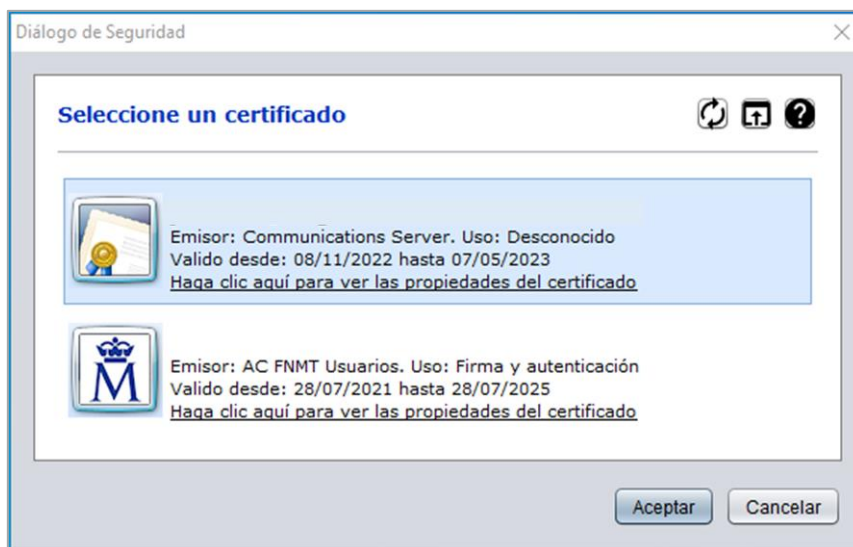 Diálogo de Seguridad
Seleccione un certificado
Emisor: Communications Server. Uso: Desconocido
Valido desde: 08/11/2022 hasta 07/05/2023
Haga clic aquí para ver las propiedades del certificado
M
Emisor: AC FNMT Usuarios. Uso: Firma y autenticación
Valido desde: 28/07/2021 hasta 28/07/2025
Haga clic aquí para ver las propiedades del certificado
Aceptar
Cancelar